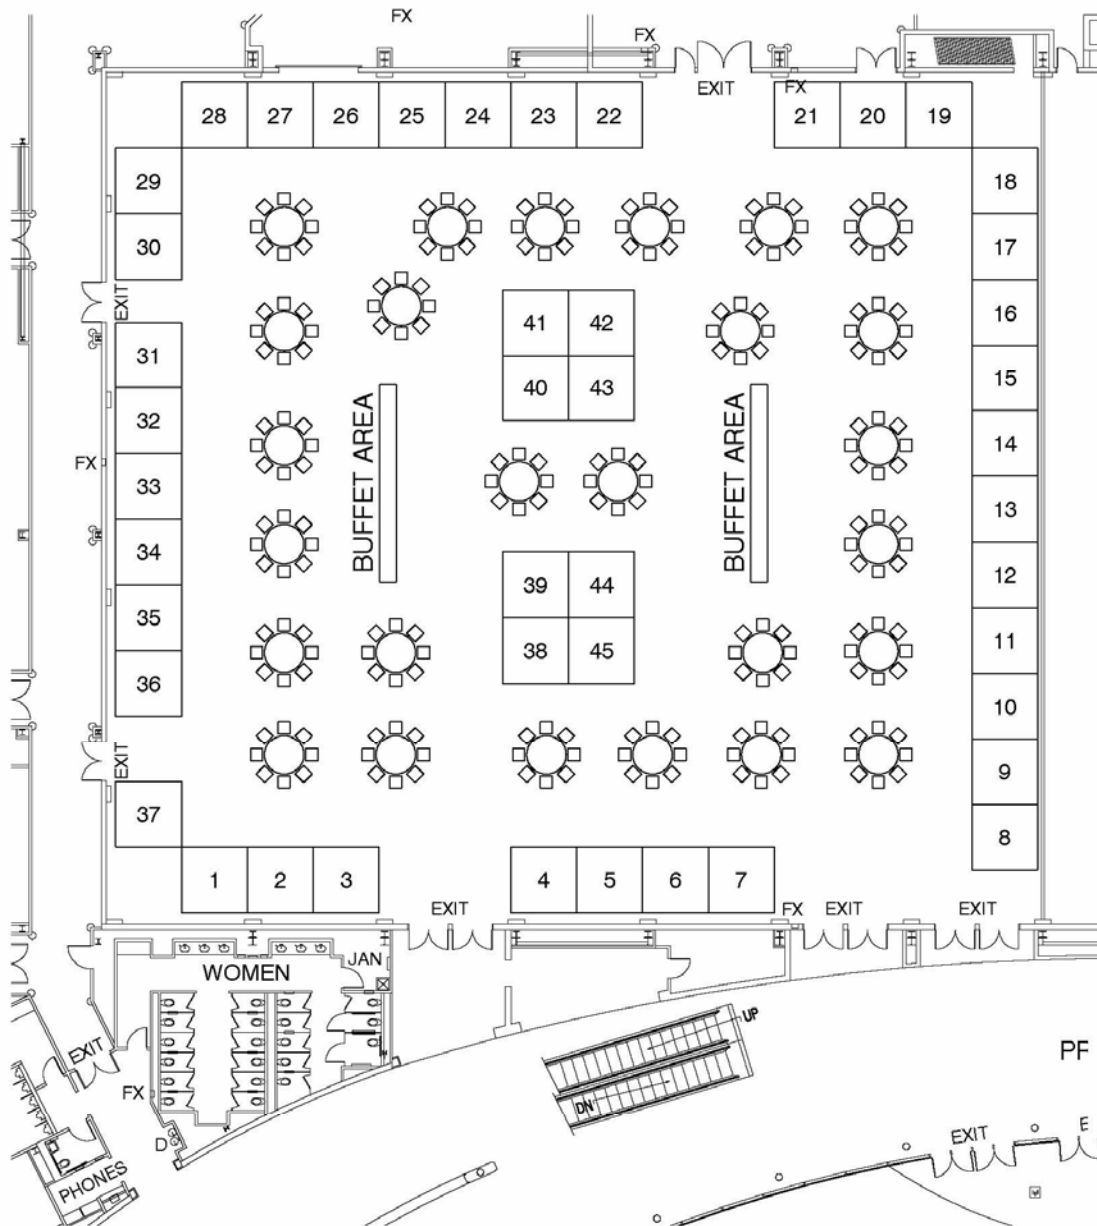 FX
FX
EXIT
FX
28 27 26 25 24 23 22 21 20 19
29 18
30 17
EXIT
41 42 16
31
40 43 15
32
BUFFET AREA BUFFET AREA
14
FX 33
13
34
39 44 12
35
38 45 11
36
10
EXIT
9
37
8
1 2 3 4 5 6 7
EXIT FX EXIT EXIT
WOMEN JAN
UP
EXIT PF
FX
DN
D
EXIT E
PHONES